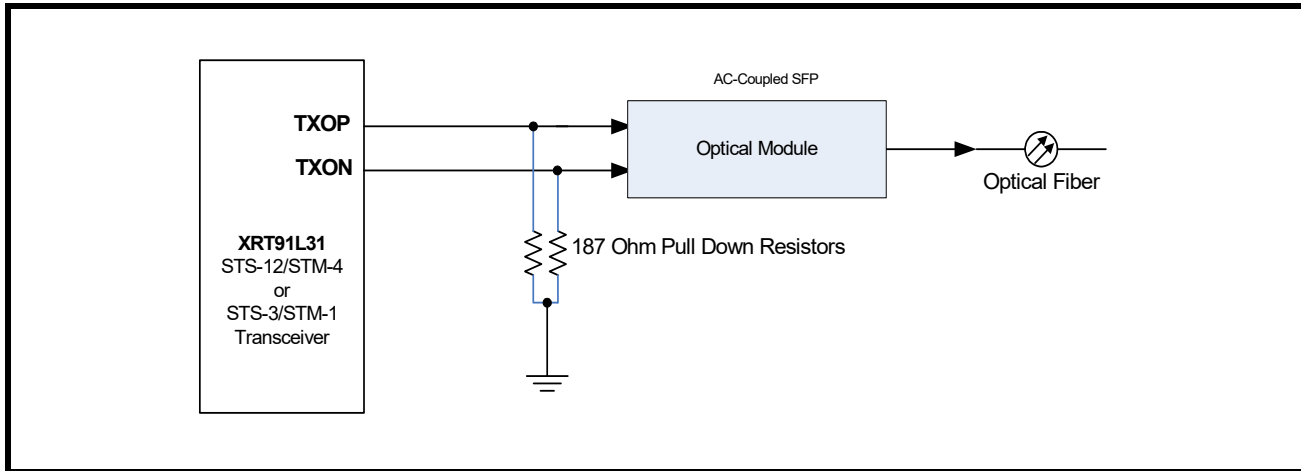 AC-Coupled SFP
TXOP
TXON
Optical Module
Optical Fiber
187 Ohm Pull Down Resistors
XRT91L31
STS-12/STM-4
or
STS-3/STM-1
Transceiver